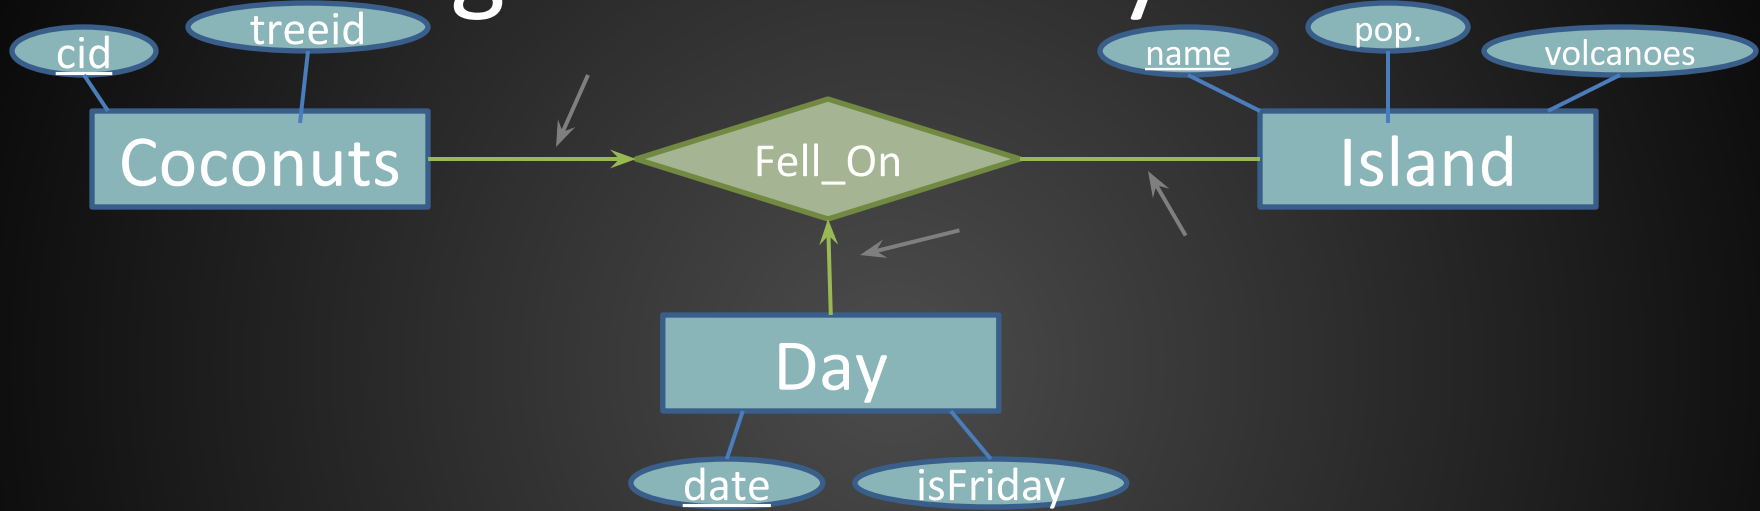 cid
treeid
name
pop.
volcanoes
Coconuts
Fell_On
Island
Day
date
isFriday